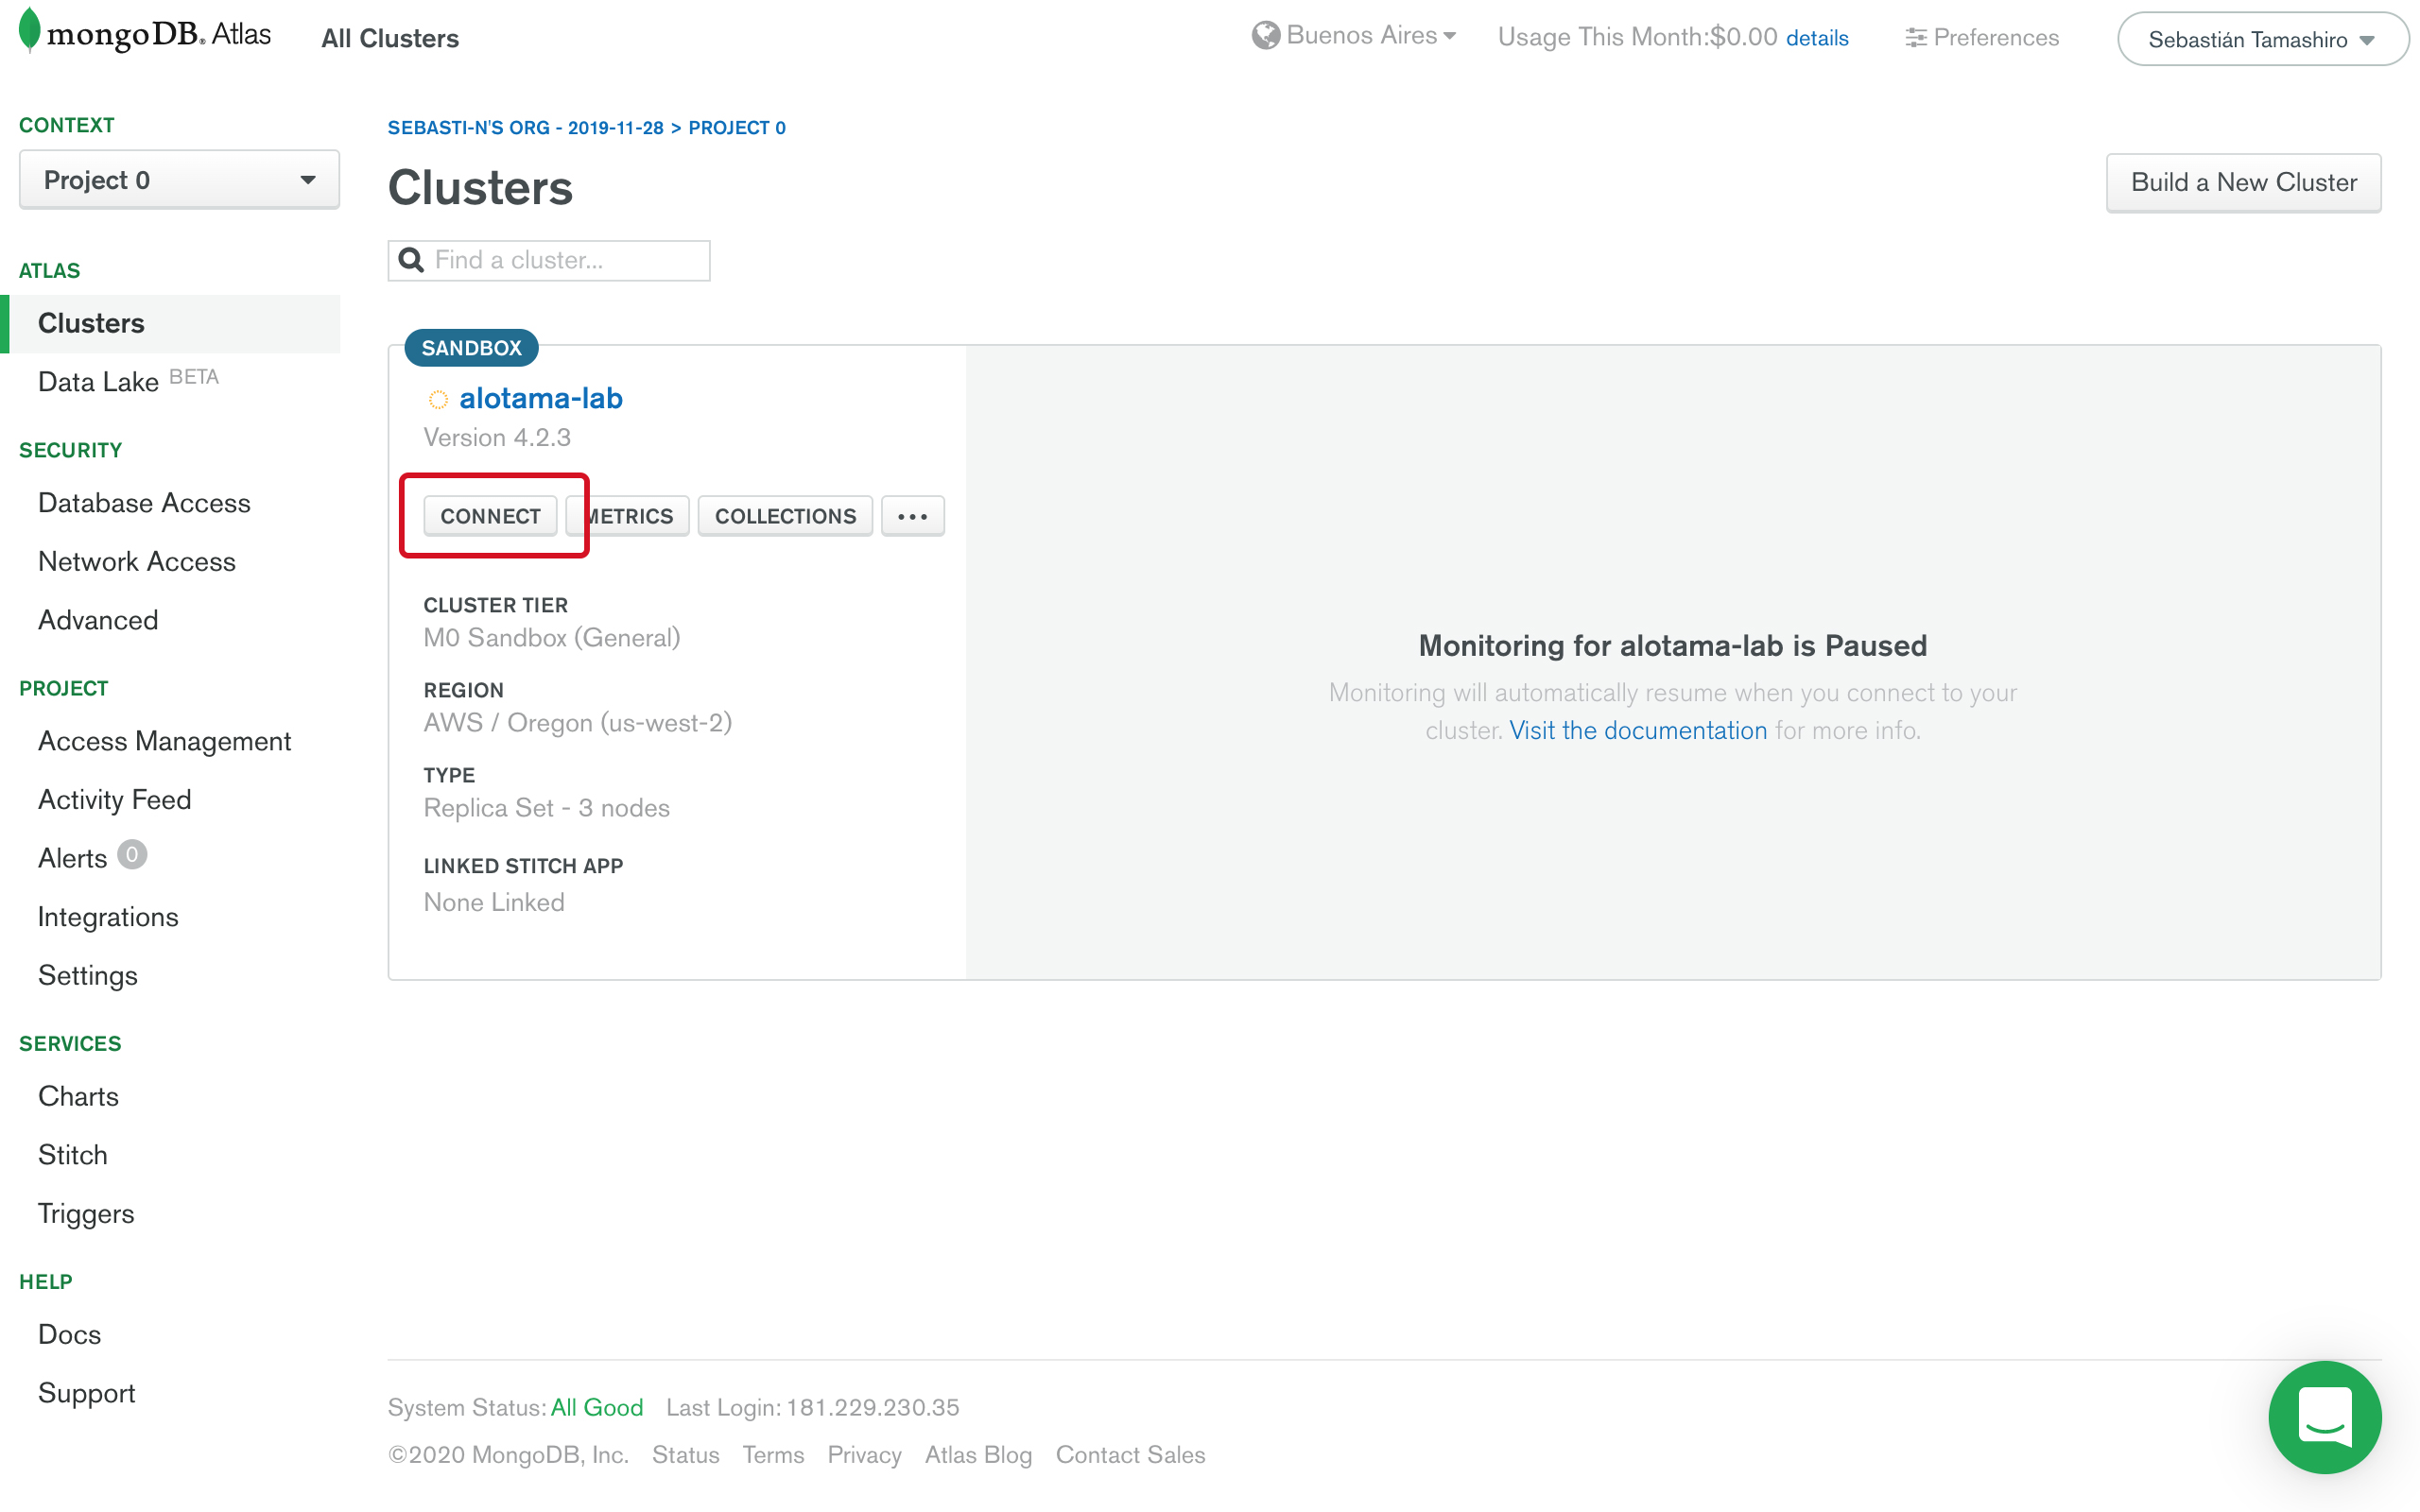 mongoDB. Atlas
All Clusters
Buenos Aires
Usage This Month:$0.00 details
Preferences
Sebastián Tamashiro
CONTEXT
Project 0
ATLAS
Clusters
Data Lake BETA
SECURITY
Database Access
Network Access
Advanced
PROJECT
Access Management
Activity Feed
Alerts 0
Integrations
Settings
SERVICES
Charts
Stitch
Triggers
HELP
Docs
Support
SEBASTI-N'S ORG - 2019-11-28 > PROJECT 0
Clusters
Build a New Cluster
Find a cluster...
SANDBOX
alotama-lab
Version 4.2.3
CONNECT METRICS COLLECTIONS ...
CLUSTER TIER
M0 Sandbox (General)
REGION
AWS / Oregon (us-west-2)
TYPE
Replica Set - 3 nodes
LINKED STITCH APP
None Linked
Monitoring for alotama-lab is Paused
Monitoring will automatically resume when you connect to your
cluster. Visit the documentation for more info.
System Status: All Good Last Login: 181.229.230.35
©2020 MongoDB, Inc. Status Terms Privacy Atlas Blog Contact Sales